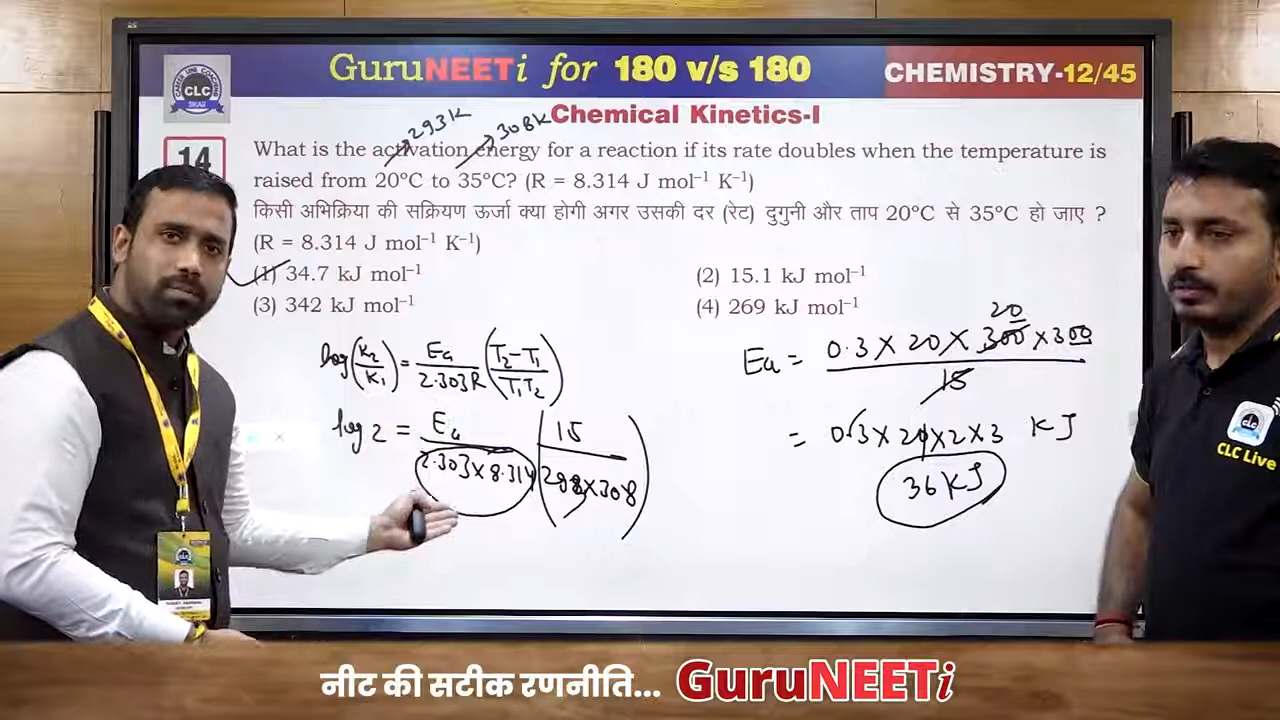 GuruNEETi for 180 v/s 180
CHEMISTRY-12/45
CLC
SIKAR
Chemical Kinetics-I
293K
308K
14
What is the activation energy for a reaction if its rate doubles when the temperature is
raised from 20°C to 35°C? (R = 8.314 J mol⁻¹ K⁻¹)
किसी अभिक्रिया की सक्रियण ऊर्जा क्या होगी अगर उसकी दर (रेट) दुगुनी और ताप 20°C से 35°C हो जाए ?
(R = 8.314 J mol⁻¹ K⁻¹)
(1) 34.7 kJ mol⁻¹
(2) 15.1 kJ mol⁻¹
(3) 342 kJ mol⁻¹
(4) 269 kJ mol⁻¹
log(K₂/K₁) = Ea/2.303R (T₂-T₁/T₁T₂)
log 2 = Ea/2.303×8.314 (15/293×308)
20
Ea = 0.3 × 20 × 300 × 300/15
= 0.3×20×2×3 KJ
36 KJ
CLC
CLC Live
नीट की सटीक रणनीति... GuruNEETi